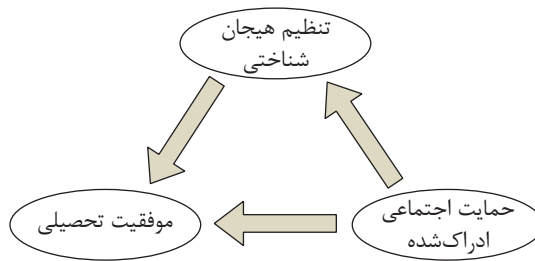 تنظیم هیجان
شناختی
حمایت اجتماعی
ادراک‌شده
موفقیت تحصیلی